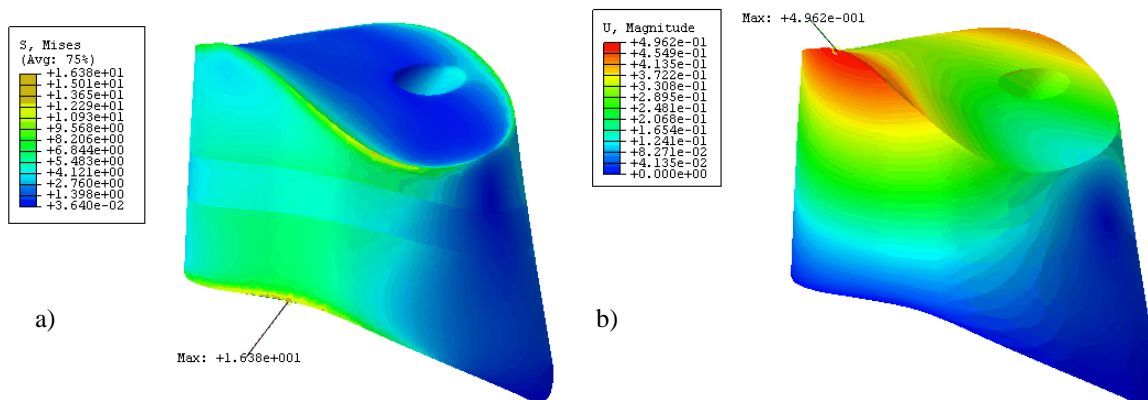 S, Mises
(Avg: 75%)
+1.638e+01
+1.501e+01
+1.365e+01
+1.229e+01
+1.093e+01
+9.568e+00
+8.206e+00
+6.844e+00
+5.483e+00
+4.121e+00
+2.760e+00
+1.398e+00
+3.640e-02
a)
Max: +1.638e+001
b)
Max: +4.962e-001
U, Magnitude
+4.962e-01
+4.549e-01
+4.135e-01
+3.722e-01
+3.308e-01
+2.895e-01
+2.481e-01
+2.068e-01
+1.654e-01
+1.241e-01
+8.271e-02
+4.135e-02
+0.000e+00
b)